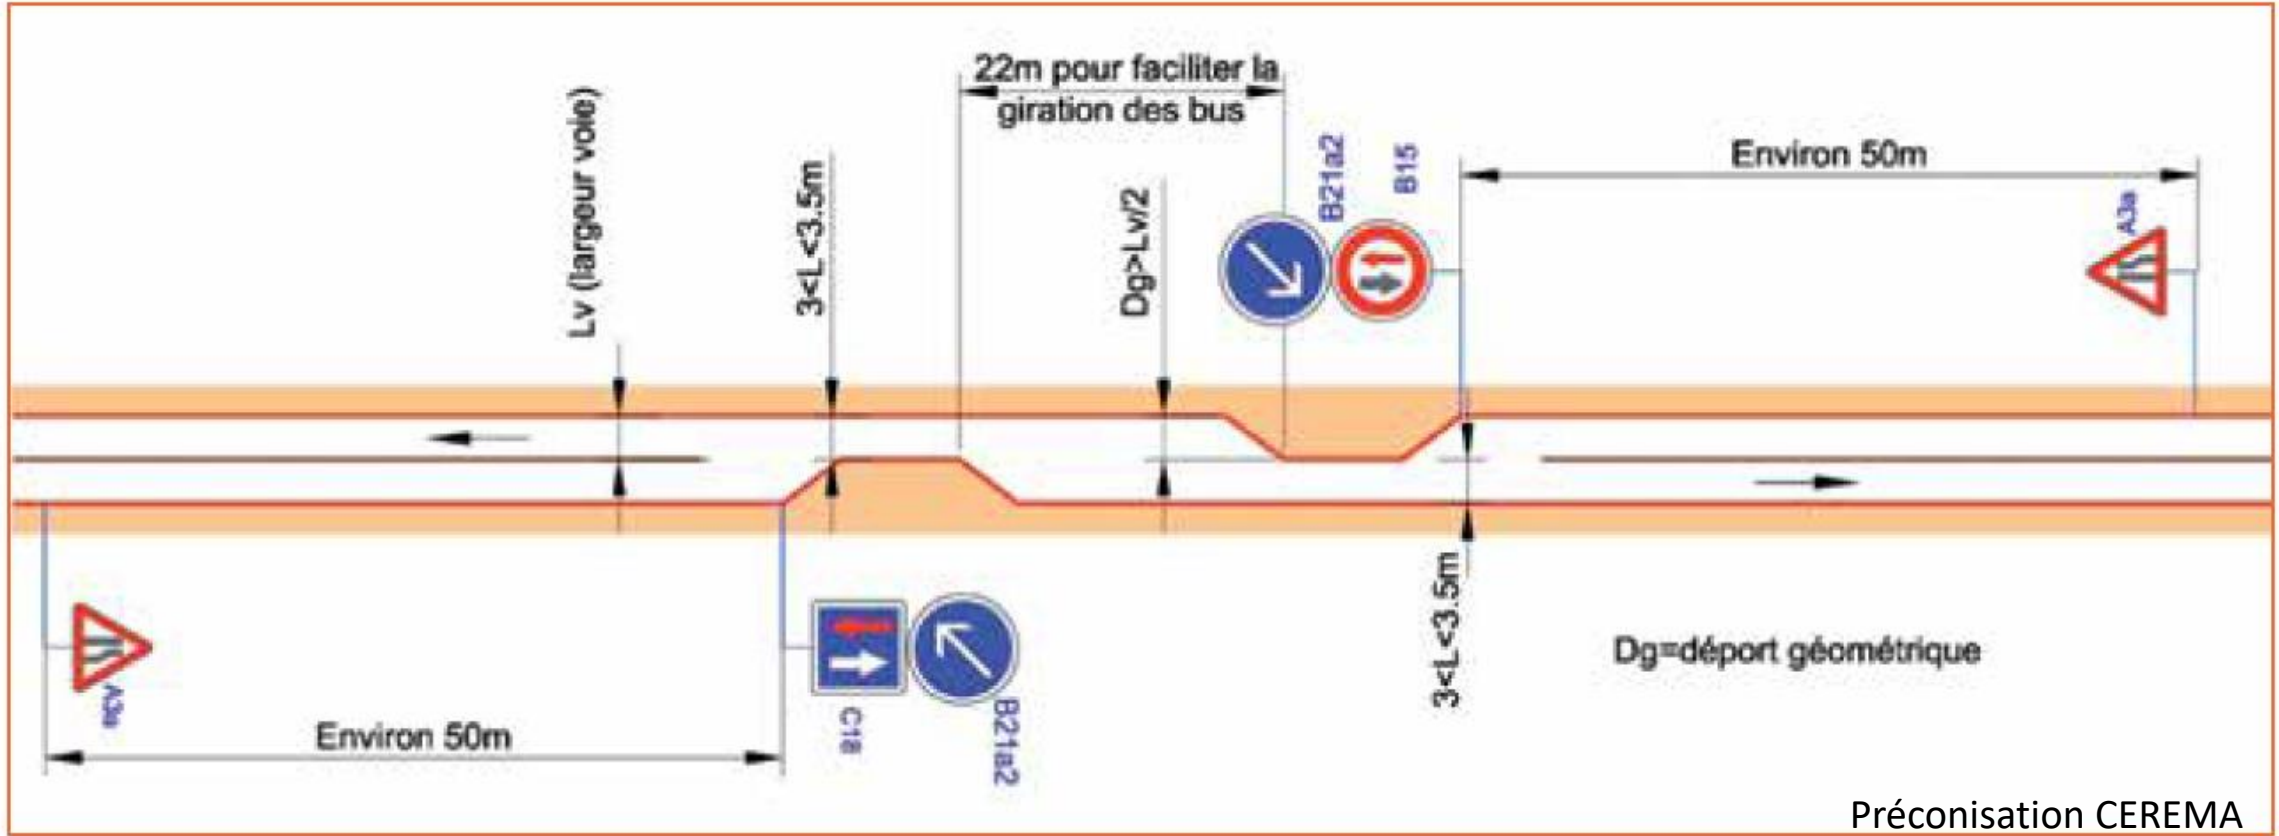 22m pour faciliter la
giration des bus
Lv (largeur voie)
3<L<3.5m
Dg>Lv/2
B21a2
B15
Environ 50m
A3a
A3a
Environ 50m
C18
B21a2
3<L<3.5m
Dg=déport géométrique
Préconisation CEREMA